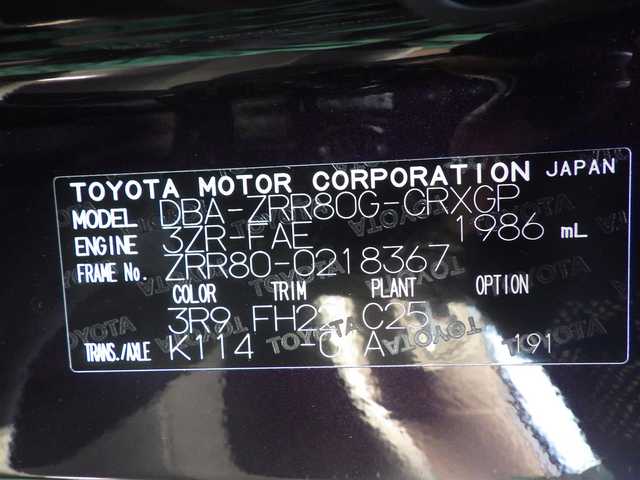 TOYOTA MOTOR CORPORATION JAPAN
MODEL DBA-ZRR80G-CRXGP
ENGINE 3ZR-FAE 1986 mL
FRAME No. ZRR80-0218367
COLOR TRIM PLANT OPTION
3R9 FH22 C25
TRANS./AXLE K114 -C A 191